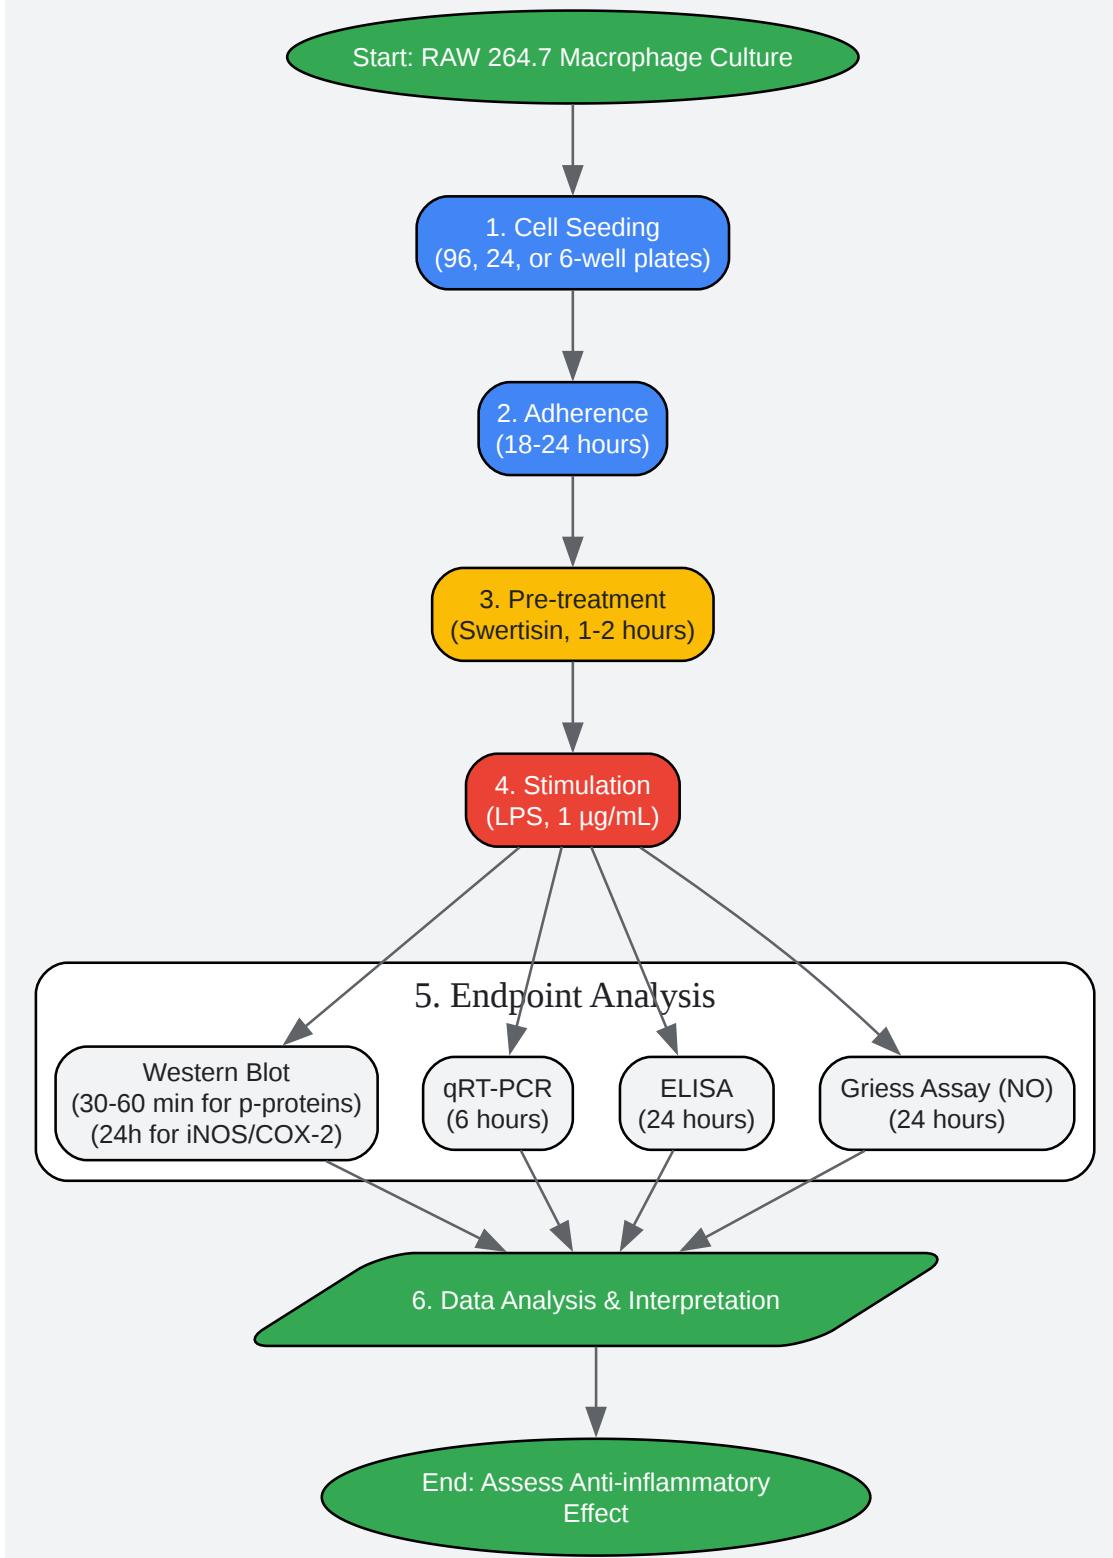 Start: RAW 264.7 Macrophage Culture
1. Cell Seeding
(96, 24, or 6-well plates)
2. Adherence
(18-24 hours)
3. Pre-treatment
(Swertisin, 1-2 hours)
4. Stimulation
(LPS, 1 µg/mL)
5. Endpoint Analysis
Western Blot
(30-60 min for p-proteins)
(24h for iNOS/COX-2)
qRT-PCR
(6 hours)
ELISA
(24 hours)
Griess Assay (NO)
(24 hours)
6. Data Analysis & Interpretation
End: Assess Anti-inflammatory
Effect